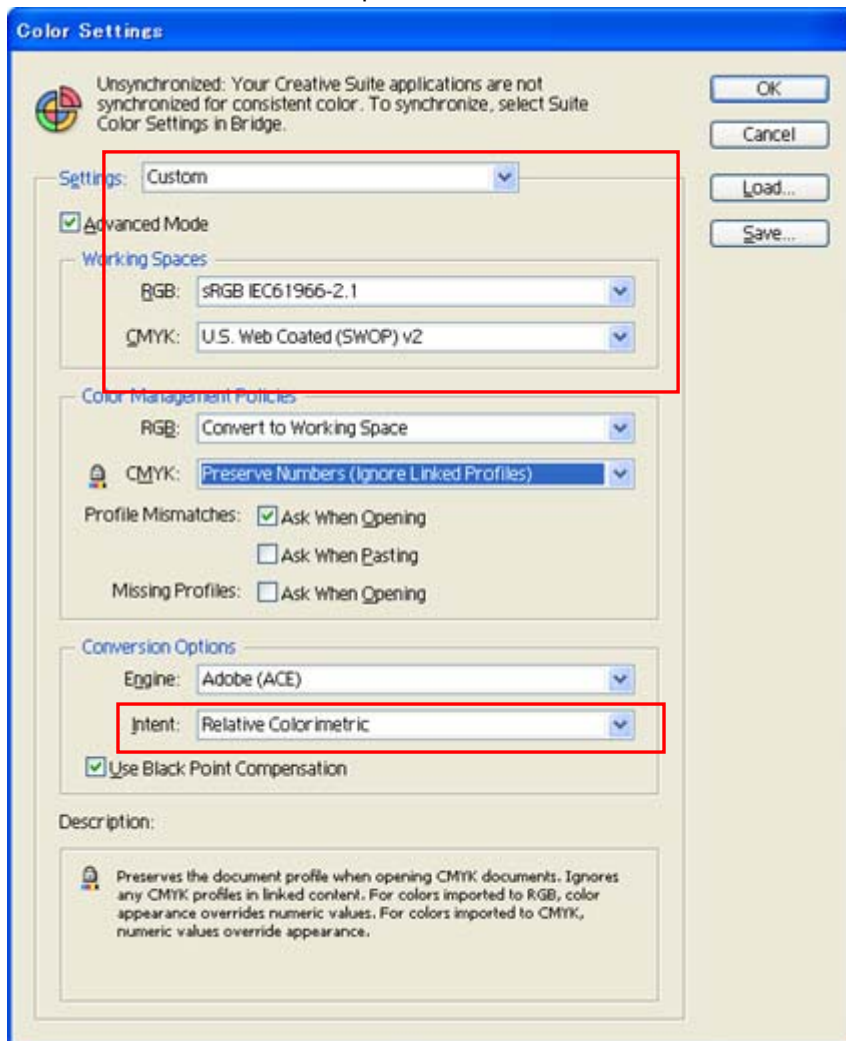 Color Settings
Unsynchronized: Your Creative Suite applications are not
synchronized for consistent color. To synchronize, select Suite
Color Settings in Bridge.
OK
Cancel
Load...
Save...
Settings: Custom
Advanced Mode
Working Spaces
RGB: sRGB IEC61966-2.1
CMYK: U.S. Web Coated (SWOP) v2
Color Management Policies
RGB: Convert to Working Space
CMYK: Preserve Numbers (Ignore Linked Profiles)
Profile Mismatches: Ask When Opening
Ask When Pasting
Missing Profiles: Ask When Opening
Conversion Options
Engine: Adobe (ACE)
Intent: Relative Colorimetric
Use Black Point Compensation
Description:
Preserves the document profile when opening CMYK documents. Ignores
any CMYK profiles in linked content. For colors imported to RGB, color
appearance overrides numeric values. For colors imported to CMYK,
numeric values override appearance.